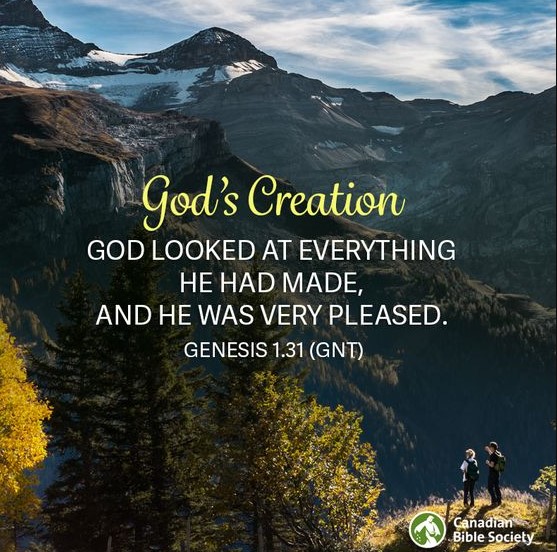 God's Creation
GOD LOOKED AT EVERYTHING
HE HAD MADE,
AND HE WAS VERY PLEASED.
GENESIS 1.31 (GNT)
Canadian
Bible Society